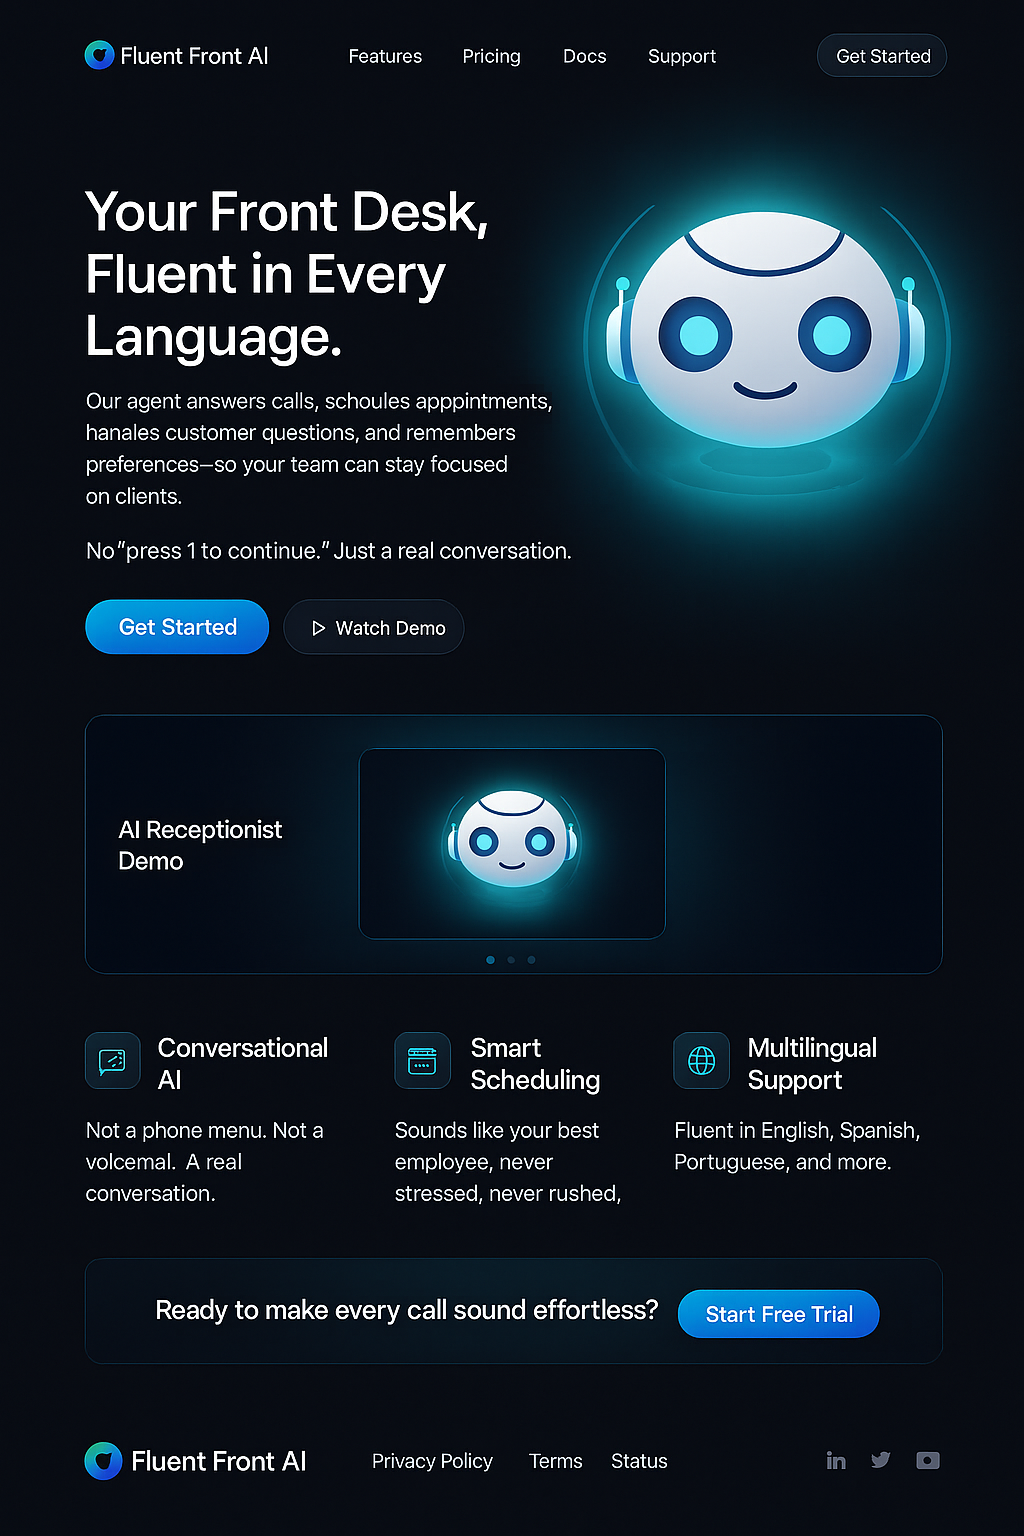 Fluent Front AI
Features
Pricing
Docs
Support
Get Started
Your Front Desk,
Fluent in Every
Language.
Our agent answers calls, schoules apppintments,
hanales customer questions, and remembers
preferences—so your team can stay focused
on clients.
No "press 1 to continue." Just a real conversation.
Get Started
Watch Demo
AI Receptionist
Demo
Conversational
AI
Not a phone menu. Not a
volcemal. A real
conversation.
Smart
Scheduling
Sounds like your best
employee, never
stressed, never rushed,
Multilingual
Support
Fluent in English, Spanish,
Portuguese, and more.
Ready to make every call sound effortless?
Start Free Trial
Fluent Front AI
Privacy Policy
Terms
Status
in